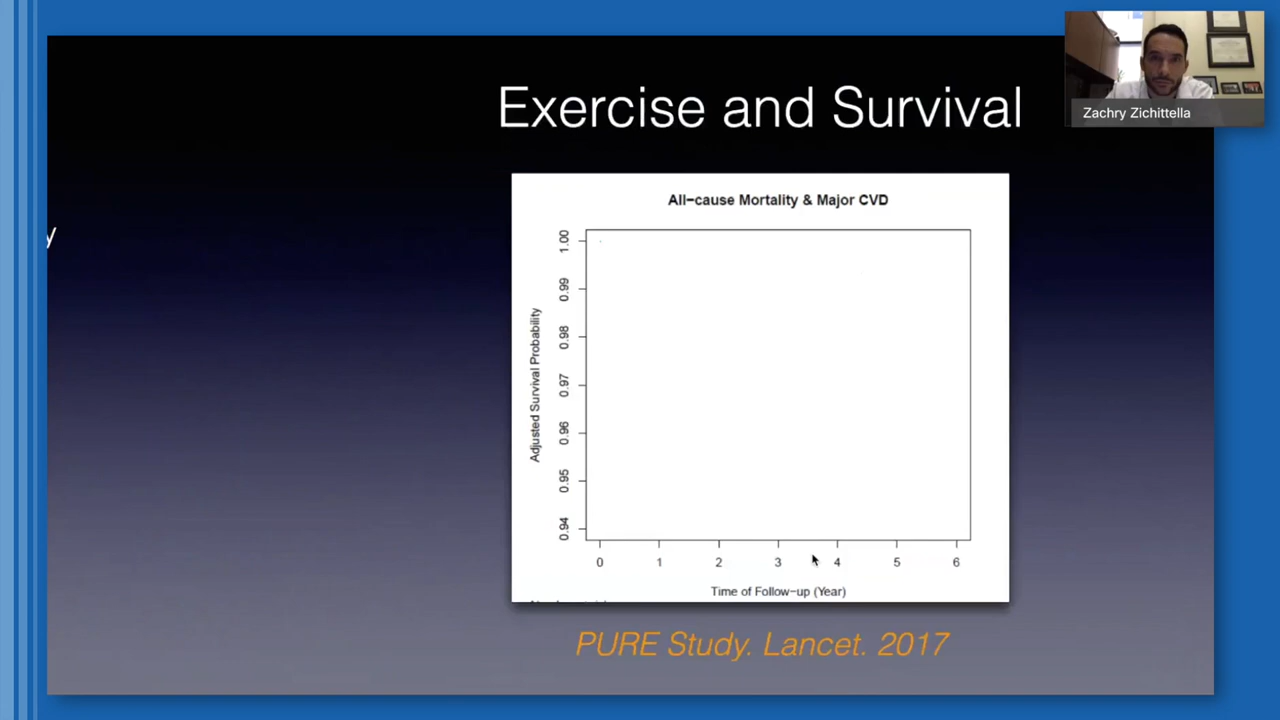 Exercise and Survival
Zachry Zichittella
y
All-cause Mortality & Major CVD
Adjusted Survival Probability
1.00
0.99
0.98
0.97
0.96
0.95
0.94
0 1 2 3 4 5 6
Time of Follow-up (Year)
PURE Study. Lancet. 2017